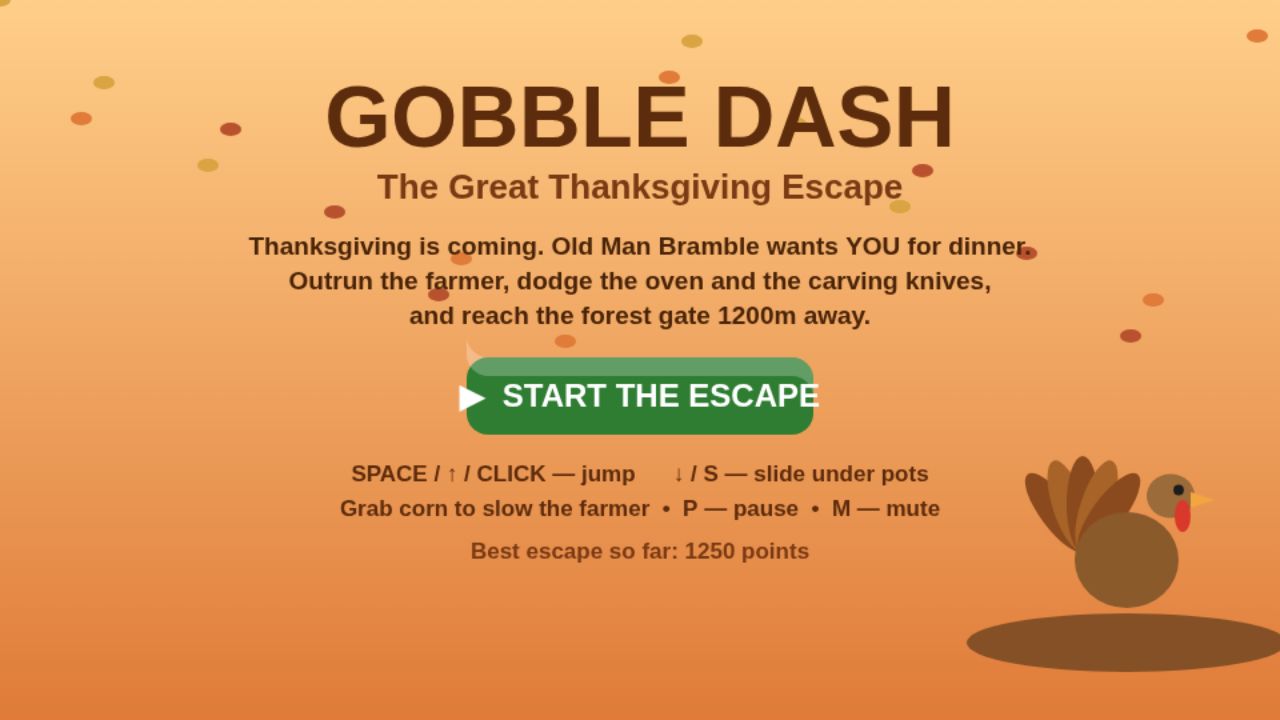 GOBBLE DASH
The Great Thanksgiving Escape
Thanksgiving is coming. Old Man Bramble wants YOU for dinner.
Outrun the farmer, dodge the oven and the carving knives,
and reach the forest gate 1200m away.
▶ START THE ESCAPE
SPACE / ↑ / CLICK — jump ↓ / S — slide under pots
Grab corn to slow the farmer • P — pause • M — mute
Best escape so far: 1250 points